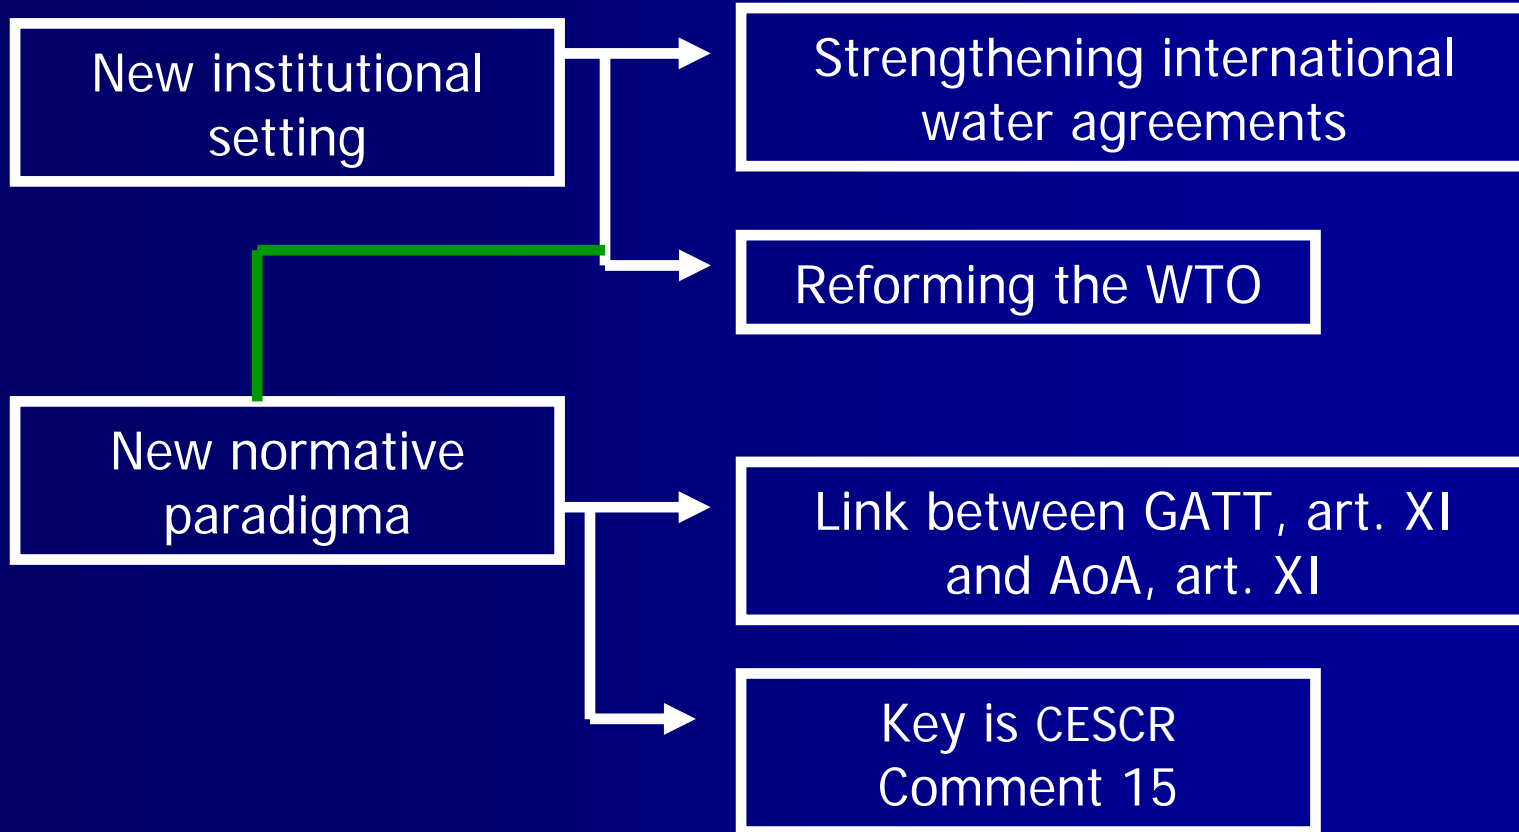 New institutional
setting
Strengthening international
water agreements
Reforming the WTO
New normative
paradigma
Link between GATT, art. XI
and AoA, art. XI
Key is CESCR
Comment 15